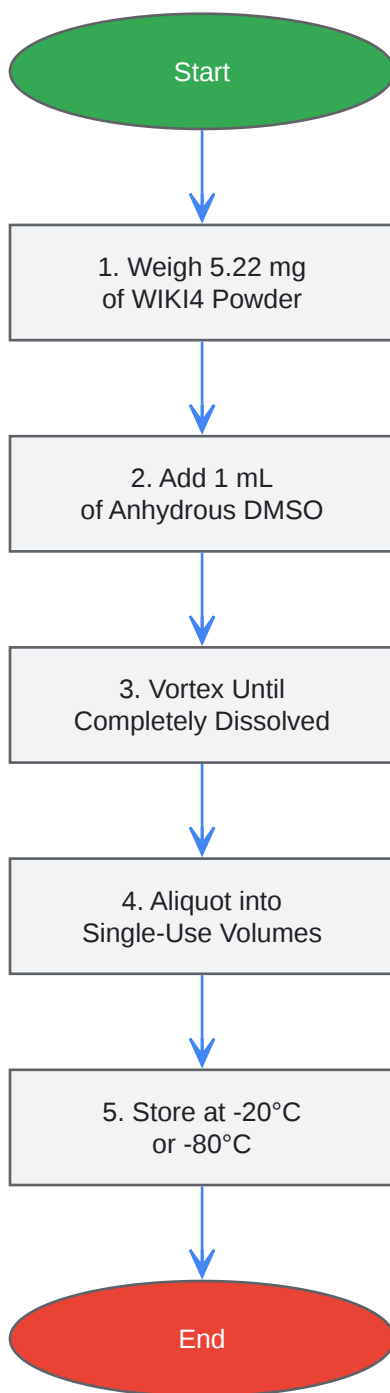 Start
1. Weigh 5.22 mg
of WIKI4 Powder
2. Add 1 mL
of Anhydrous DMSO
3. Vortex Until
Completely Dissolved
4. Aliquot into
Single-Use Volumes
5. Store at -20°C
or -80°C
End